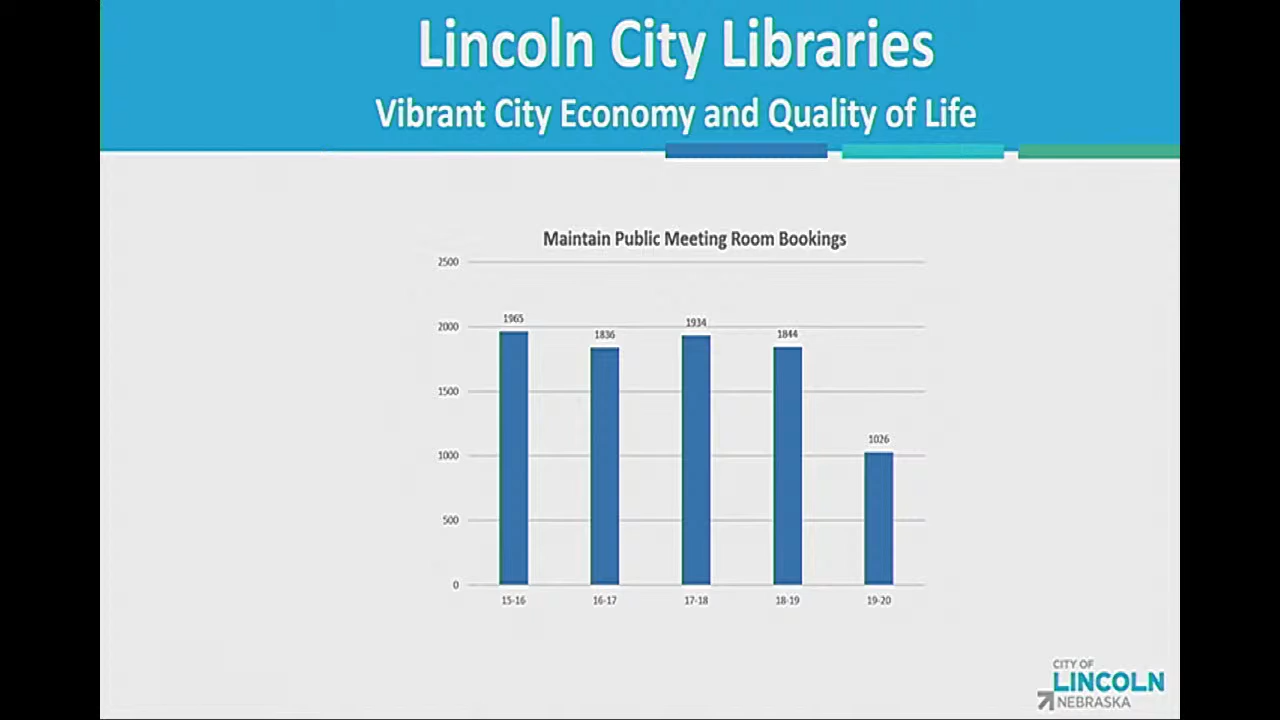 Lincoln City Libraries
Vibrant City Economy and Quality of Life
Maintain Public Meeting Room Bookings
2500
2000
1500
1000
500
0
1965
1836
1934
1844
1026
15-16
16-17
17-18
18-19
19-20
CITY OF
LINCOLN
NEBRASKA